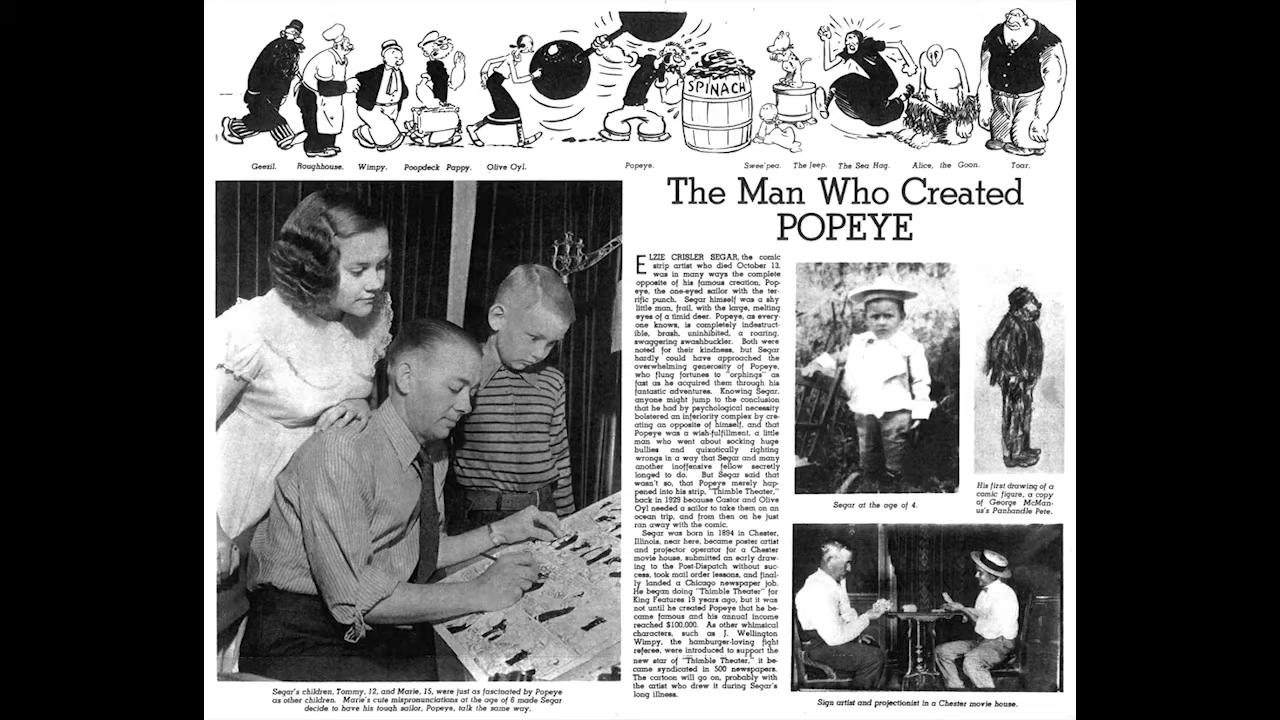 SPINACH
Geezil. Roughhouse. Wimpy. Poopdeck Pappy. Olive Oyl. Popeye. Swee'pea. The Jeep. The Sea Hag. Alice, the Goon. Toar.
The Man Who Created
POPEYE
ELZIE CRISLER SEGAR, the comic
strip artist who died October 13,
was in many ways the complete
opposite of his famous creation, Pop-
eye, the one-eyed sailor with the ter-
rific punch. Segar himself was a shy
little man, frail, with the large, melting
eyes of a timid deer. Popeye, as every-
one knows, is completely indestruct-
ible, brash, uninhibited, a roaring,
swaggering swashbuckler. Both were
noted for their kindness, but Segar
hardly could have approached the
overwhelming generosity of Popeye,
who flung fortunes to "orphings" as
fast as he acquired them through his
fantastic adventures. Knowing Segar,
anyone might jump to the conclusion
that he had by psychological necessity
bolstered an inferiority complex by cre-
ating an opposite of himself, and that
Popeye was a wish-fulfillment, a little
man who went about socking huge
bullies and quixotically righting
wrongs in a way that Segar and many
another inoffensive fellow secretly
longed to do. But Segar said that
wasn't so, that Popeye merely hap-
pened into his strip, "Thimble Theater,"
back in 1929 because Castor and Olive
Oyl needed a sailor to take them on an
ocean trip, and from then on he just
ran away with the comic.
Segar was born in 1894 in Chester,
Illinois, near here, became poster artist
and projector operator for a Chester
movie house, submitted an early draw-
ing to the Post-Dispatch without suc-
cess, took mail order lessons, and final-
ly landed a Chicago newspaper job.
He began doing "Thimble Theater" for
King Features 19 years ago, but it was
not until he created Popeye that he be-
came famous and his annual income
reached $100,000. As other whimsical
characters, such as J. Wellington
Wimpy, the hamburger-loving fight
referee, were introduced to support the
new star of "Thimble Theater," it be-
came syndicated in 500 newspapers.
The cartoon will go on, probably with
the artist who drew it during Segar's
long illness.
Segar at the age of 4.
His first drawing of a
comic figure, a copy
of George McMan-
us's Panhandle Pete.
Segar's children, Tommy, 12, and Marie, 15, were just as fascinated by Popeye
as other children. Marie's cute mispronunciations at the age of 6 made Segar
decide to have his tough sailor, Popeye, talk the same way.
Sign artist and projectionist in a Chester movie house.